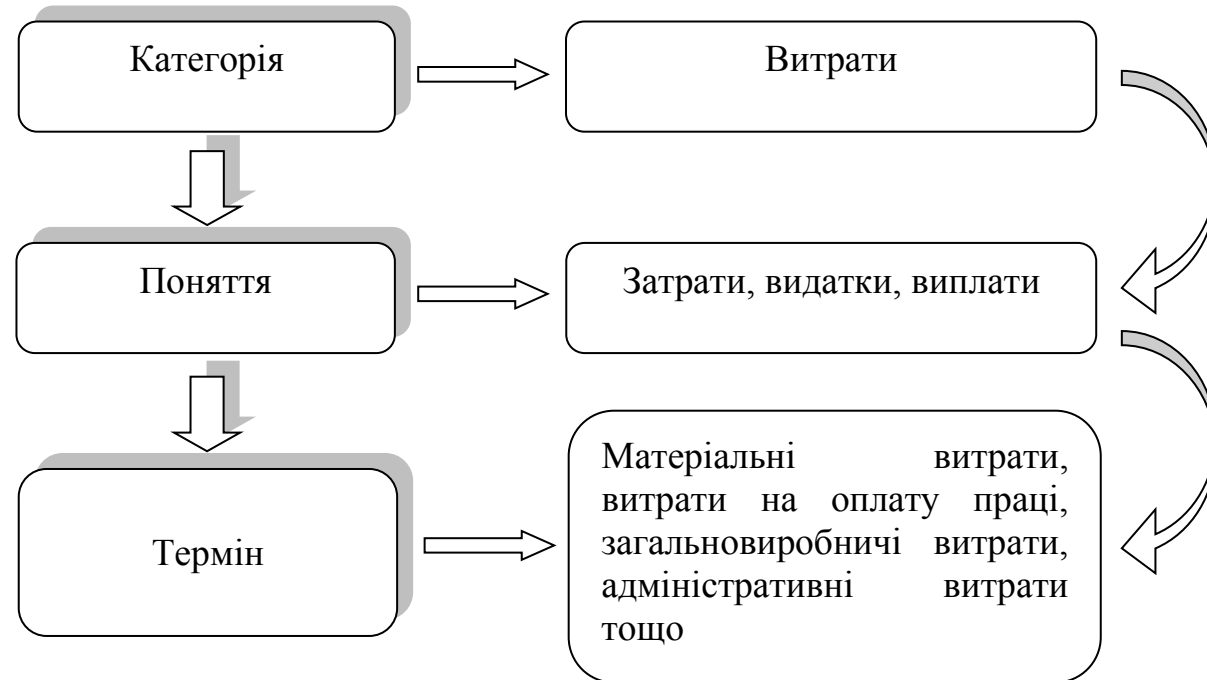 Категорія
Витрати
Поняття
Затрати, видатки, виплати
Термін
Матеріальні витрати,
витрати на оплату праці,
загальновиробничі витрати,
адміністративні витрати
тощо